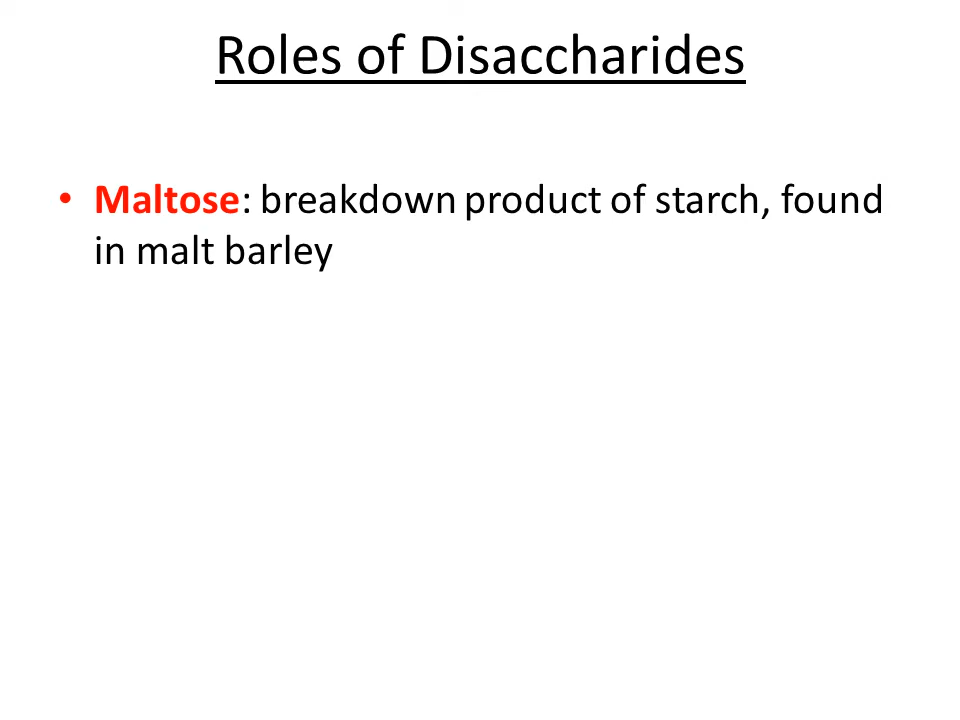 Roles of Disaccharides
• Maltose: breakdown product of starch, found
in malt barley